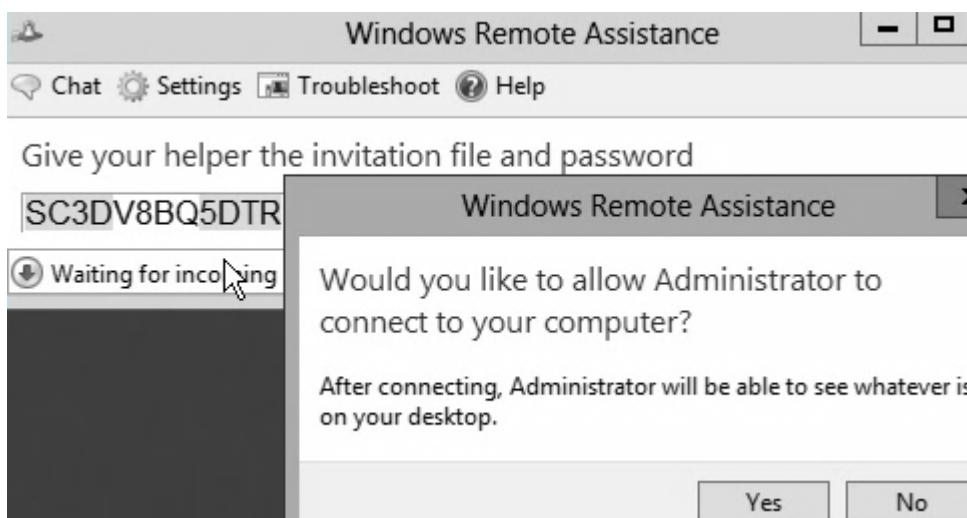 Windows Remote Assistance
Chat Settings Troubleshoot Help
Give your helper the invitation file and password
SC3DV8BQ5DTR
Windows Remote Assistance
Waiting for incoming
Would you like to allow Administrator to
connect to your computer?
After connecting, Administrator will be able to see whatever is
on your desktop.
Yes No